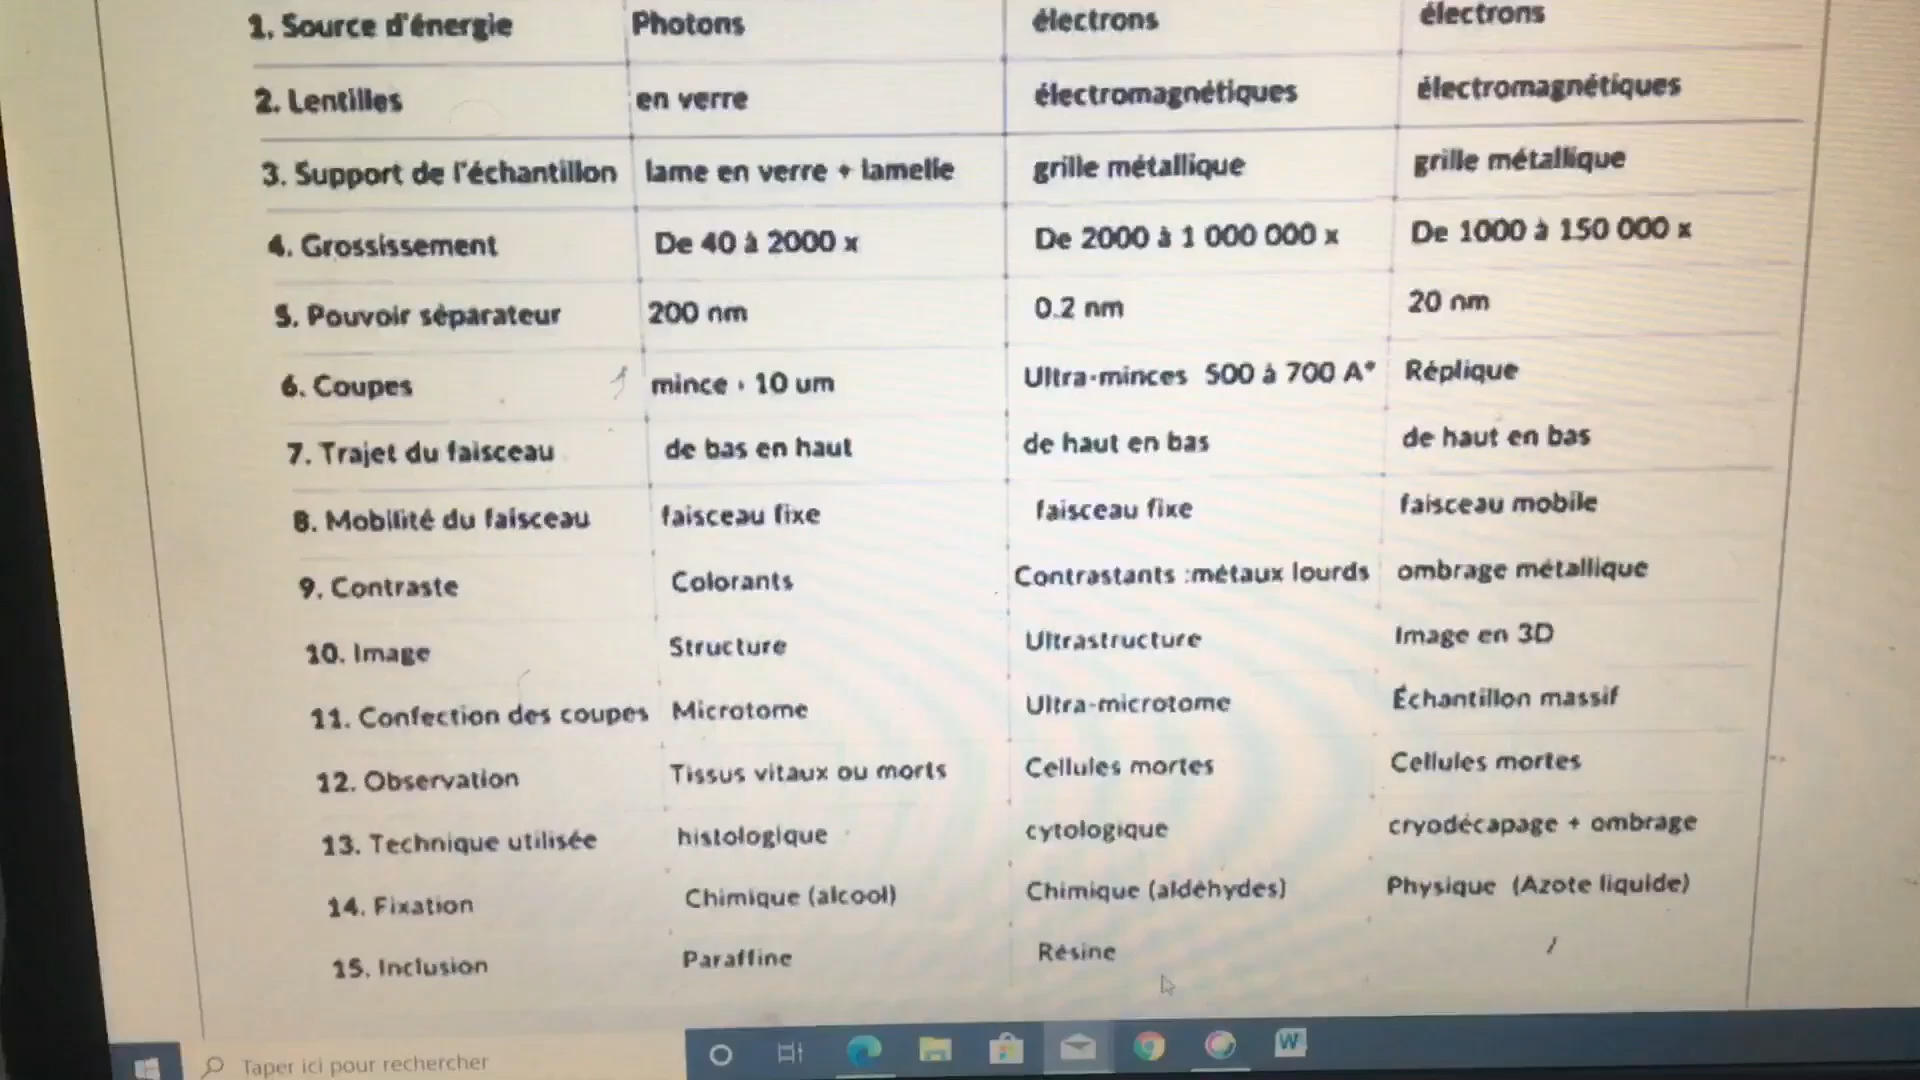 1. Source d'énergie Photons électrons électrons
2. Lentilles en verre électromagnétiques électromagnétiques
3. Support de l'échantillon lame en verre + lamelle grille métallique grille métallique
4. Grossissement De 40 à 2000 x De 2000 à 1 000 000 x De 1000 à 150 000 x
5. Pouvoir séparateur 200 nm 0.2 nm 20 nm
6. Coupes mince : 10 um Ultra-minces 500 à 700 A° Réplique
7. Trajet du faisceau de bas en haut de haut en bas de haut en bas
8. Mobilité du faisceau faisceau fixe faisceau fixe faisceau mobile
9. Contraste Colorants Contrastants :métaux lourds ombrage métallique
10. Image Structure Ultrastructure Image en 3D
11. Confection des coupes Microtome Ultra-microtome Échantillon massif
12. Observation Tissus vitaux ou morts Cellules mortes Cellules mortes
13. Technique utilisée histologique cytologique cryodécapage + ombrage
14. Fixation Chimique (alcool) Chimique (aldéhydes) Physique (Azote liquide)
15. Inclusion Paraffine Résine /
Taper ici pour rechercher W